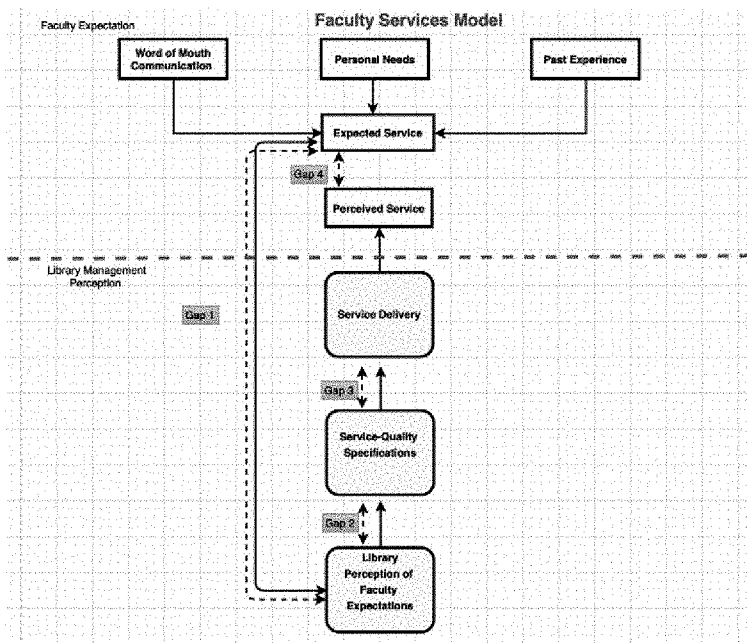 Faculty Services Model
Faculty Expectation
Word of Mouth
Communication
Personal Needs
Past Experience
Expected Service
Gap 4
Perceived Service
Library Management
Perception
Gap 1
Service Delivery
Gap 3
Service-Quality
Specifications
Gap 2
Library
Perception of
Faculty
Expectations